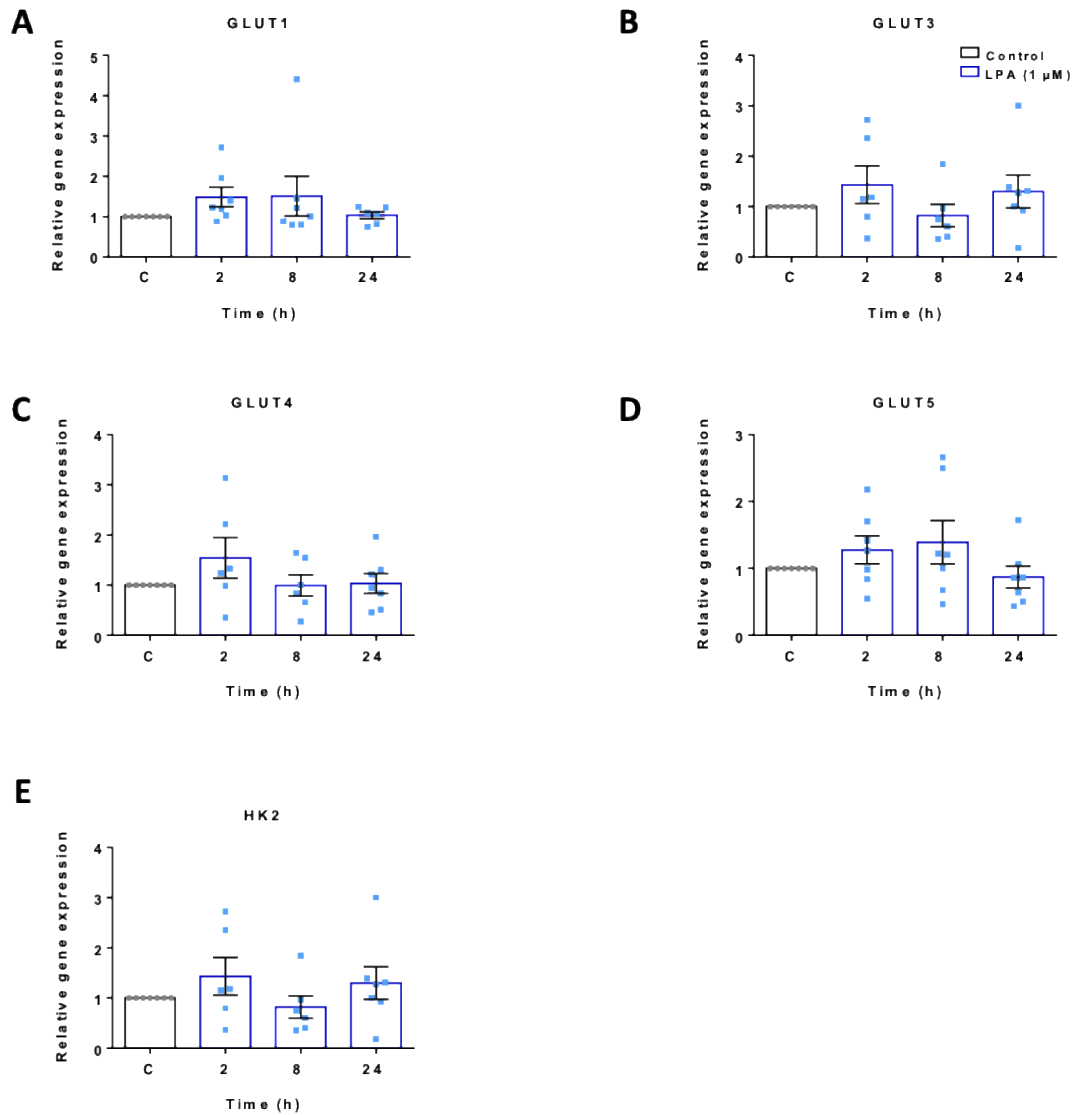 A
GLUT1
Relative gene expression
5
4
3
2
1
0
C 2 8 24
Time (h)
B
GLUT3
Control
LPA (1 µM)
Relative gene expression
4
3
2
1
0
C 2 8 24
Time (h)
C
GLUT4
Relative gene expression
4
3
2
1
0
C 2 8 24
Time (h)
D
GLUT5
Relative gene expression
3
2
1
0
C 2 8 24
Time (h)
E
HK2
Relative gene expression
4
3
2
1
0
C 2 8 24
Time (h)